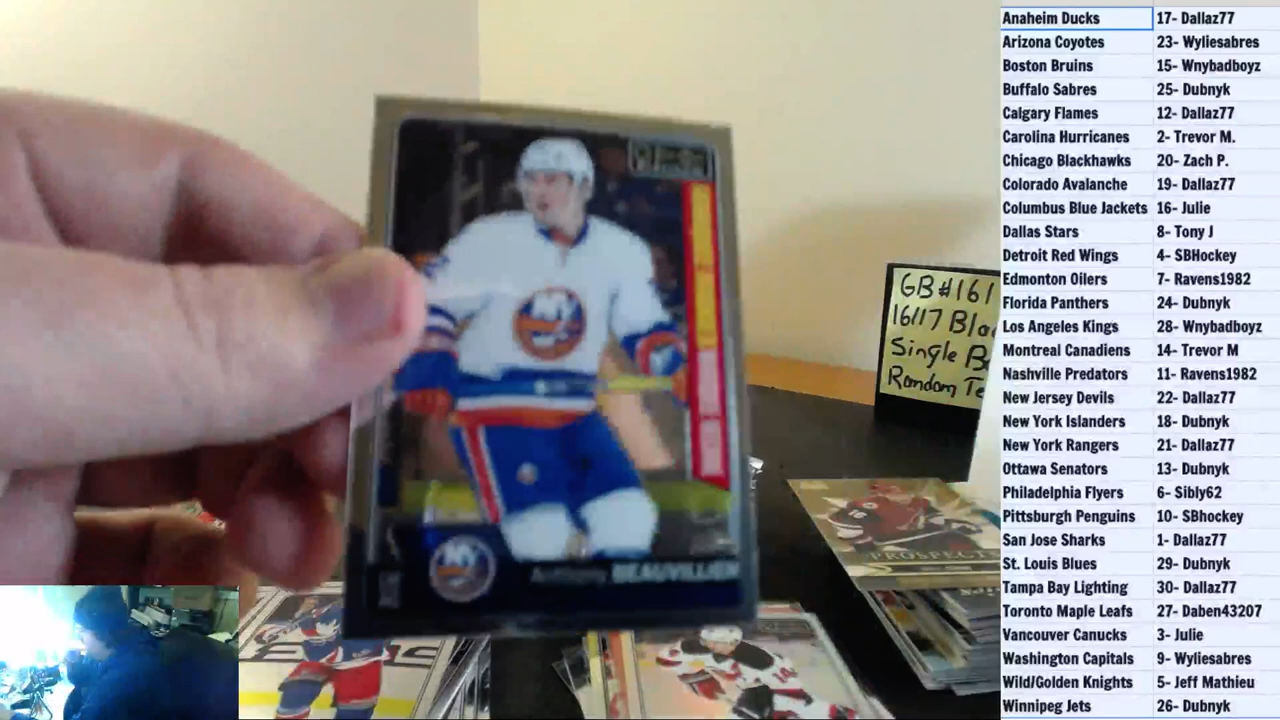 Anaheim Ducks 17- Dallaz77
Arizona Coyotes 23- Wyliesabres
Boston Bruins 15- Wnybadboyz
Buffalo Sabres 25- Dubnyk
Calgary Flames 12- Dallaz77
Carolina Hurricanes 2- Trevor M.
Chicago Blackhawks 20- Zach P.
Colorado Avalanche 19- Dallaz77
Columbus Blue Jackets 16- Julie
Dallas Stars 8- Tony J
Detroit Red Wings 4- SBHockey
Edmonton Oilers 7- Ravens1982
Florida Panthers 24- Dubnyk
Los Angeles Kings 28- Wnybadboyz
Montreal Canadiens 14- Trevor M
Nashville Predators 11- Ravens1982
New Jersey Devils 22- Dallaz77
New York Islanders 18- Dubnyk
New York Rangers 21- Dallaz77
Ottawa Senators 13- Dubnyk
Philadelphia Flyers 6- Sibly62
Pittsburgh Penguins 10- SBhockey
San Jose Sharks 1- Dallaz77
St. Louis Blues 29- Dubnyk
Tampa Bay Lighting 30- Dallaz77
Toronto Maple Leafs 27- Daben43207
Vancouver Canucks 3- Julie
Washington Capitals 9- Wyliesabres
Wild/Golden Knights 5- Jeff Mathieu
Winnipeg Jets 26- Dubnyk
GB#161
16/17 Bla
Single B
Random Te
NY
Anthony BEAUVILLIER
NY
PROSPECTS